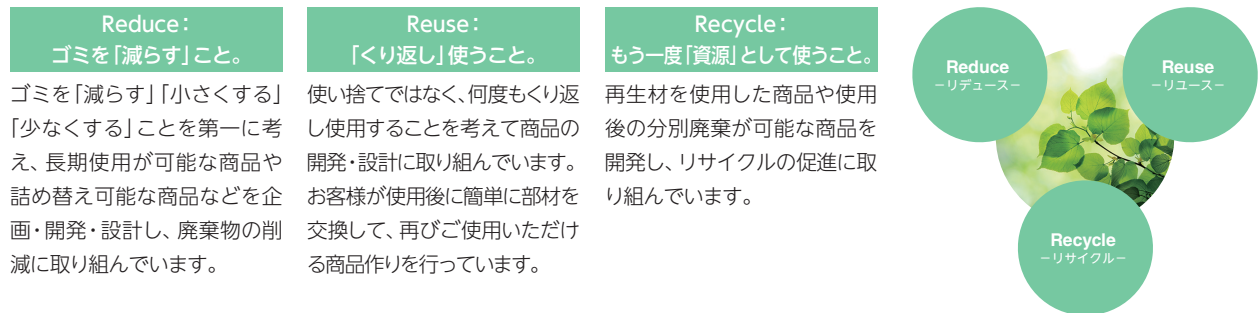 Reduce：
ゴミを「減らす」こと。
ゴミを「減らす」「小さくする」
「少なくする」ことを第一に考
え、長期使用が可能な商品や
詰め替え可能な商品などを企
画・開発・設計し、廃棄物の削
減に取り組んでいます。
Reuse：
「くり返し」使うこと。
使い捨てではなく、何度もくり返
し使用することを考えて商品の
開発・設計に取り組んでいます。
お客様が使用後に簡単に部材を
交換して、再びご使用いただけ
る商品作りを行っています。
Recycle：
もう一度「資源」として使うこと。
再生材を使用した商品や使用
後の分別廃棄が可能な商品を
開発し、リサイクルの促進に取
り組んでいます。
Reduce
－リデュース－
Reuse
－リユース－
Recycle
－リサイクル－